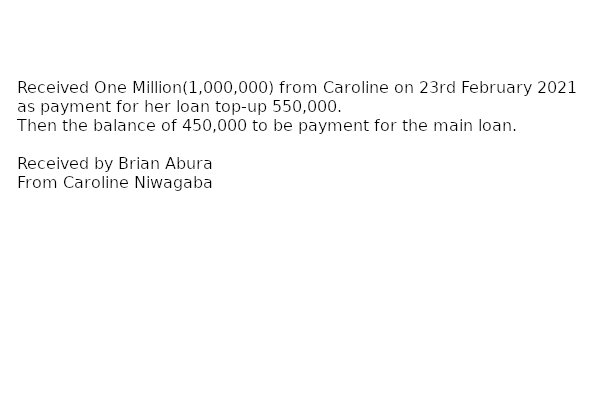 Received One Million(1,000,000) from Caroline on 23rd February 2021
as payment for her loan top-up 550,000.
Then the balance of 450,000 to be payment for the main loan.

Received by Brian Abura
From Caroline Niwagaba